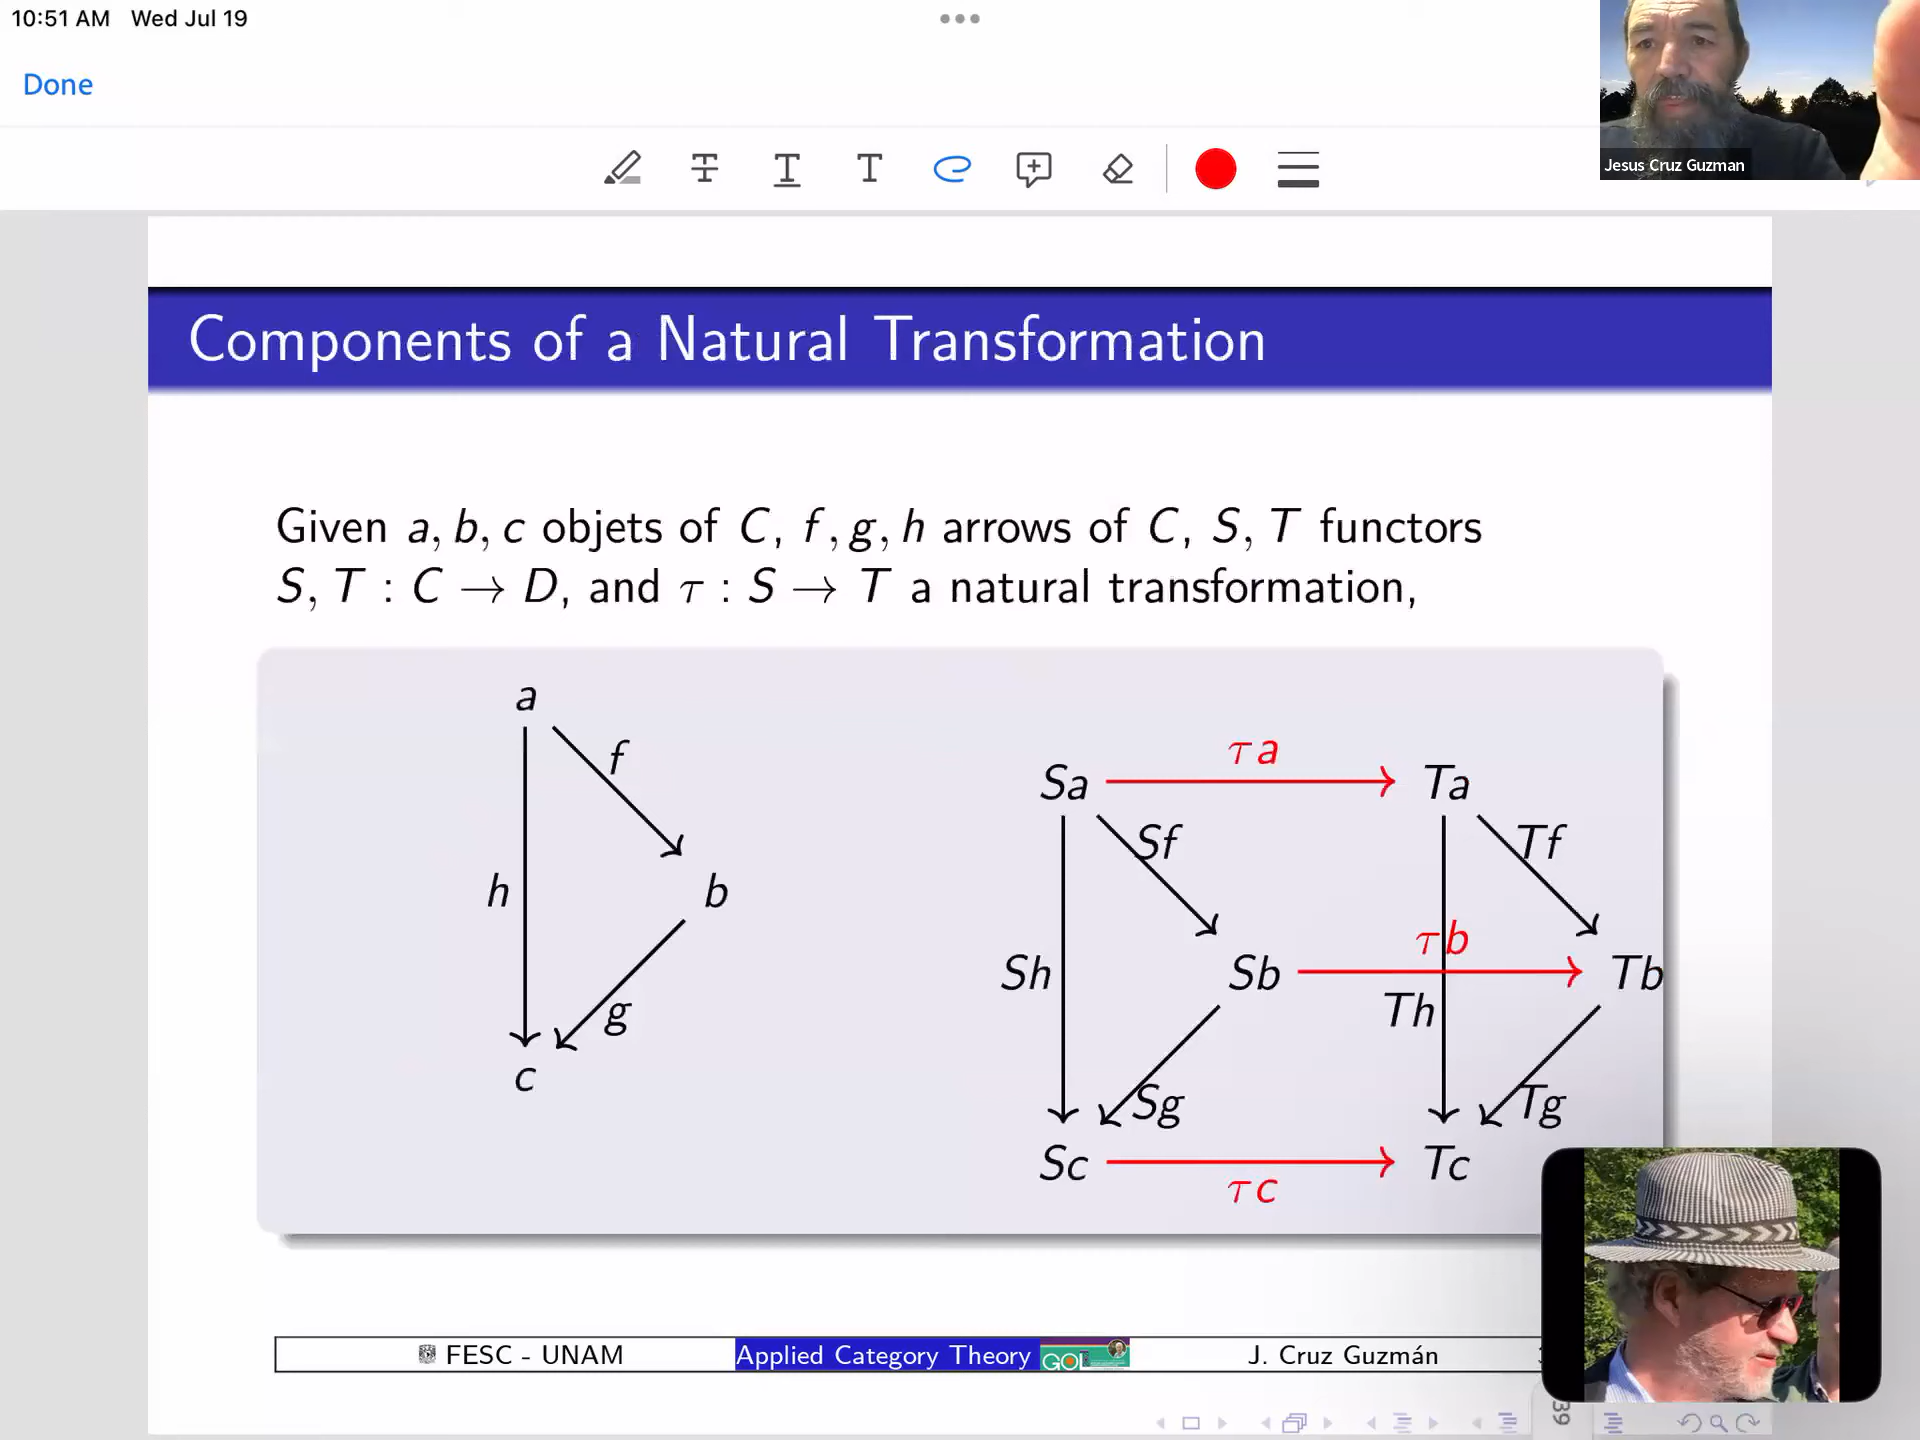 10:51 AM Wed Jul 19
Done
Jesus Cruz Guzman
Components of a Natural Transformation
Given a, b, c objets of C, f, g, h arrows of C, S, T functors
S, T : C → D, and τ : S → T a natural transformation,
a
f
h
b
g
c
Sa
τa
Ta
Sf
Tf
τb
Sh
Sb
Tb
Th
Sg
Tg
Sc
τc
Tc
FESC - UNAM
Applied Category Theory
GOL
J. Cruz Guzmán
39